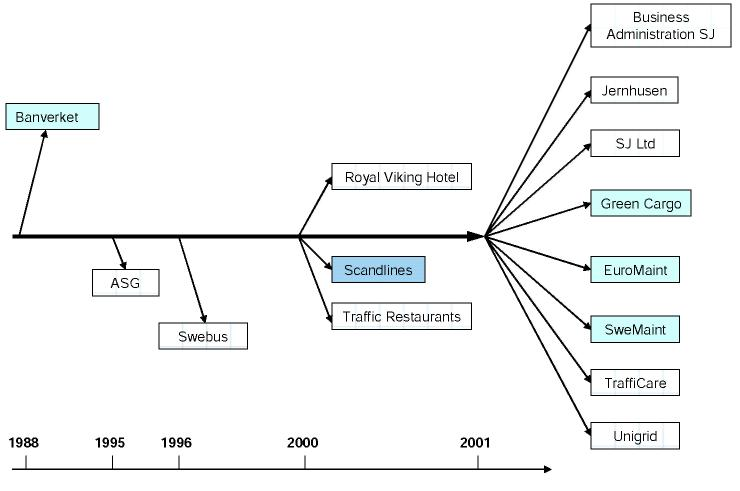 Business
Administration SJ
Jernhusen
Banverket
SJ Ltd
Royal Viking Hotel
Green Cargo
Scandlines
EuroMaint
ASG
Traffic Restaurants
SweMaint
Swebus
TraffiCare
Unigrid
1988
1995
1996
2000
2001